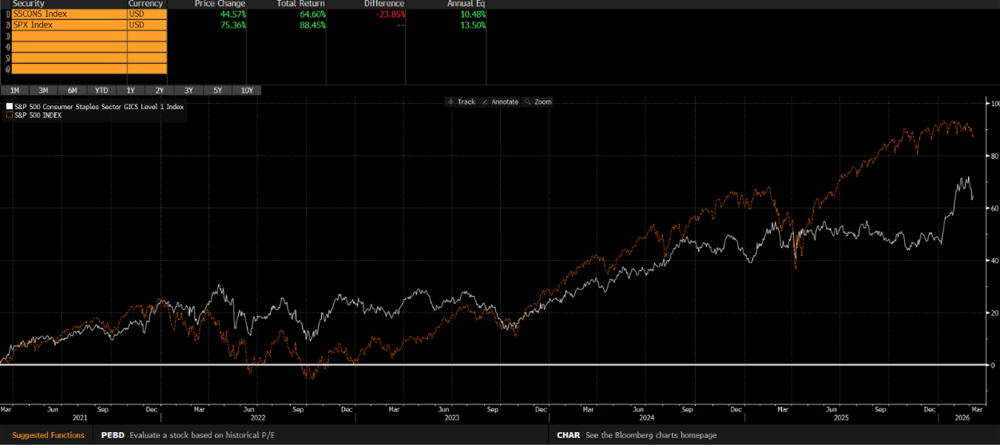 Security Currency Price Change Total Return Difference Annual Eq
1) S5CONS Index USD 44.57% 64.60% -23.85% 10.48%
2) SPX Index USD 75.36% 88.45% -- 13.50%
3)
4)
5)
6)
1M 3M 6M YTD 1Y 2Y 3Y 5Y 10Y
Track Annotate Zoom
S&P 500 Consumer Staples Sector GICS Level 1 Index
S&P 500 INDEX
100
80
60
40
20
0
Mar Jun Sep Dec Mar Jun Sep Dec Mar Jun Sep Dec Mar Jun Sep Dec Mar Jun Sep Dec Mar
2021 2022 2023 2024 2025 2026
Suggested Functions PEBD Evaluate a stock based on historical P/E CHAR See the Bloomberg charts homepage